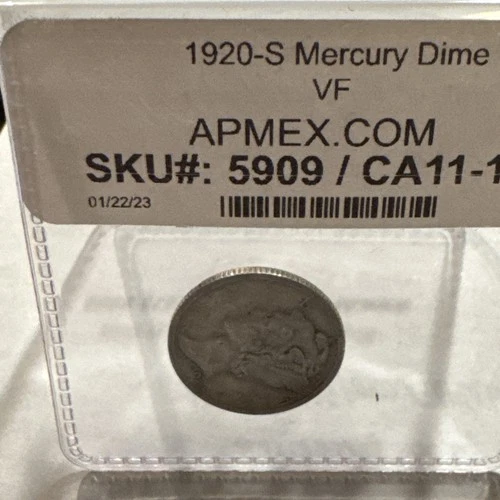 1920-S Mercury Dime
VF
APMEX.COM
SKU#: 5909 / CA11-1
01/22/23